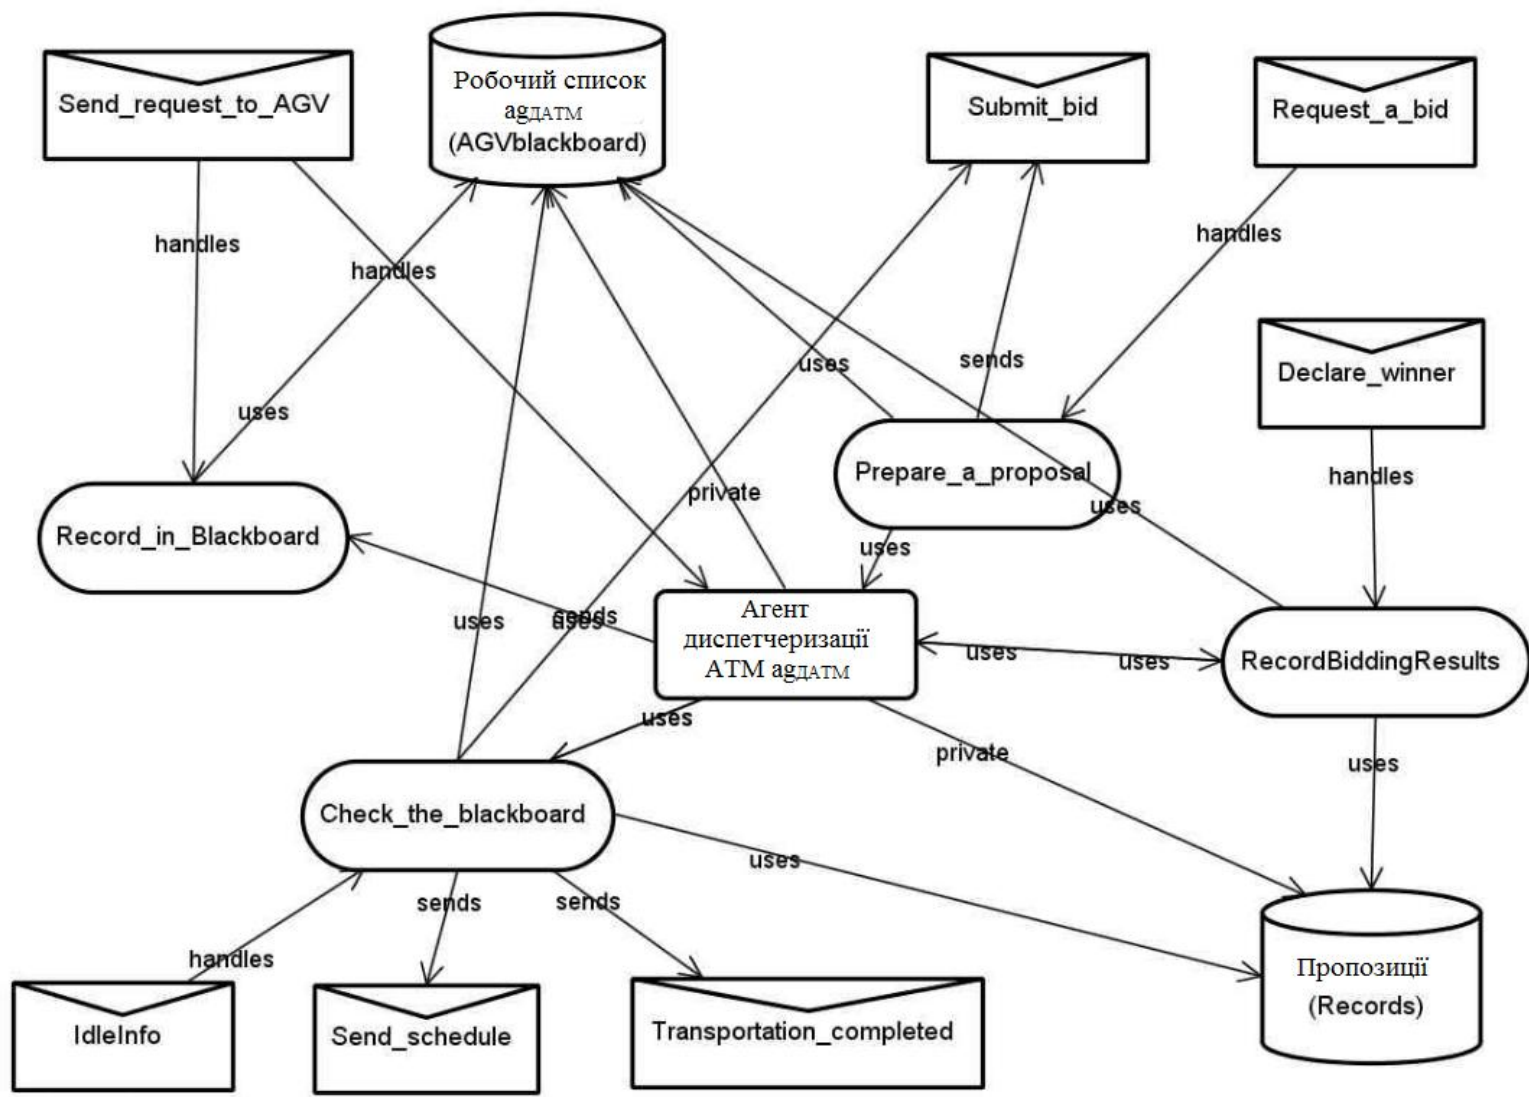 Send_request_to_AGV
Робочий список
agДАТМ
(AGVblackboard)
Submit_bid
Request_a_bid
handles
handles
handles
Declare_winner
uses
sends
uses
Prepare_a_proposal
handles
private
uses
Record_in_Blackboard
uses
Агент
диспетчеризації
АТМ agДАТМ
uses
sends
uses
uses
uses
RecordBiddingResults
uses
private
uses
Check_the_blackboard
uses
sends
sends
handles
Пропозиції
(Records)
IdleInfo
Send_schedule
Transportation_completed